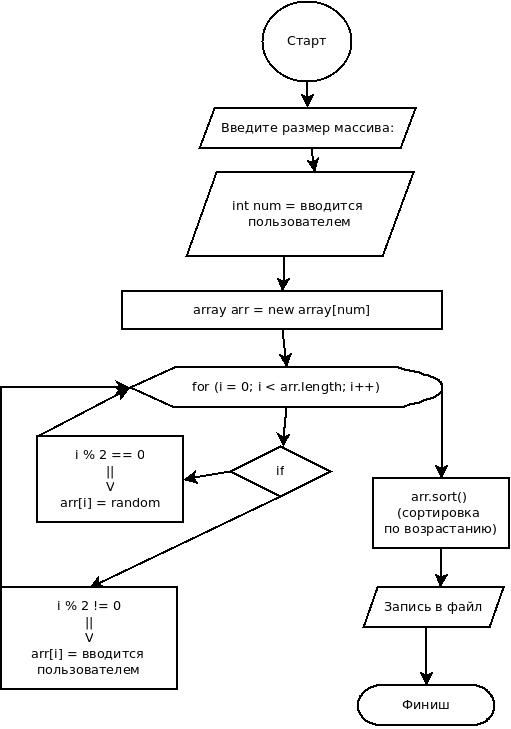 Старт
Введите размер массива:
int num = вводится
пользователем
array arr = new array[num]
for (i = 0; i < arr.length; i++)
i % 2 == 0
||
V
arr[i] = random
if
arr.sort()
(сортировка
по возрастанию)
i % 2 != 0
||
V
arr[i] = вводится
пользователем
Запись в файл
Финиш